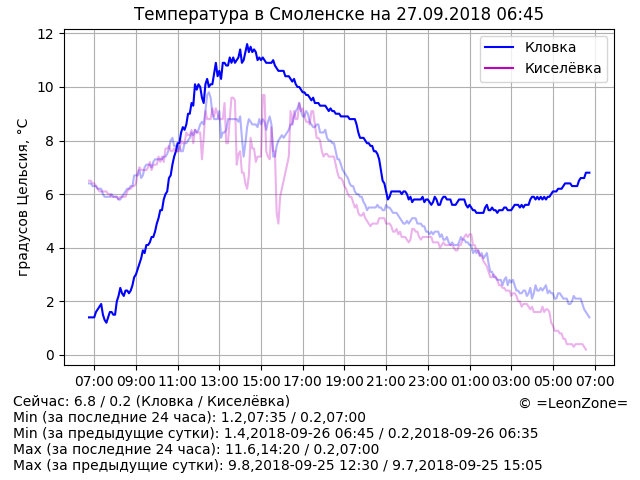 Температура в Смоленске на 27.09.2018 06:45
градусов Цельсия, °C
12
10
8
6
4
2
0
Кловка
Киселёвка
07:00 09:00 11:00 13:00 15:00 17:00 19:00 21:00 23:00 01:00 03:00 05:00 07:00
Сейчас: 6.8 / 0.2 (Кловка / Киселёвка)
© =LeonZone=
Min (за последние 24 часа): 1.2,07:35 / 0.2,07:00
Min (за предыдущие сутки): 1.4,2018-09-26 06:45 / 0.2,2018-09-26 06:35
Max (за последние 24 часа): 11.6,14:20 / 0.2,07:00
Max (за предыдущие сутки): 9.8,2018-09-25 12:30 / 9.7,2018-09-25 15:05